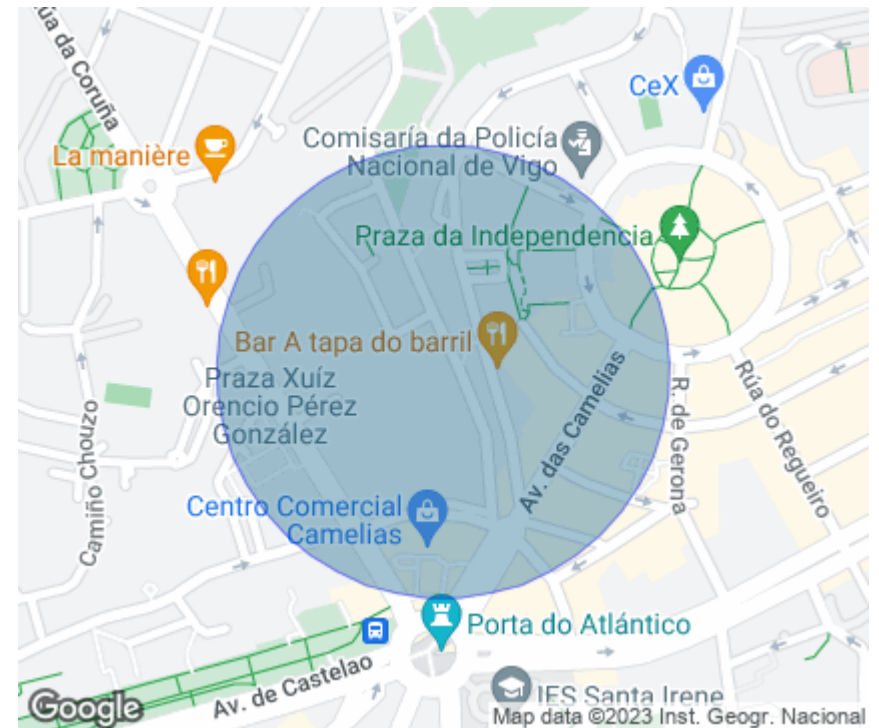 Rúa da Coruña
CeX
La manière
Comisaría da Policía
Nacional de Vigo
Praza da Independencia
Bar A tapa do barril
Praza Xuíz
Orencio Pérez
González
Av. das Camelias
R. de Gerona
Rúa do Regueiro
Camiño Chouzo
Centro Comercial
Camelias
Porta do Atlántico
Av. de Castelao
IES Santa Irene
Google
Map data ©2023 Inst. Geogr. Nacional